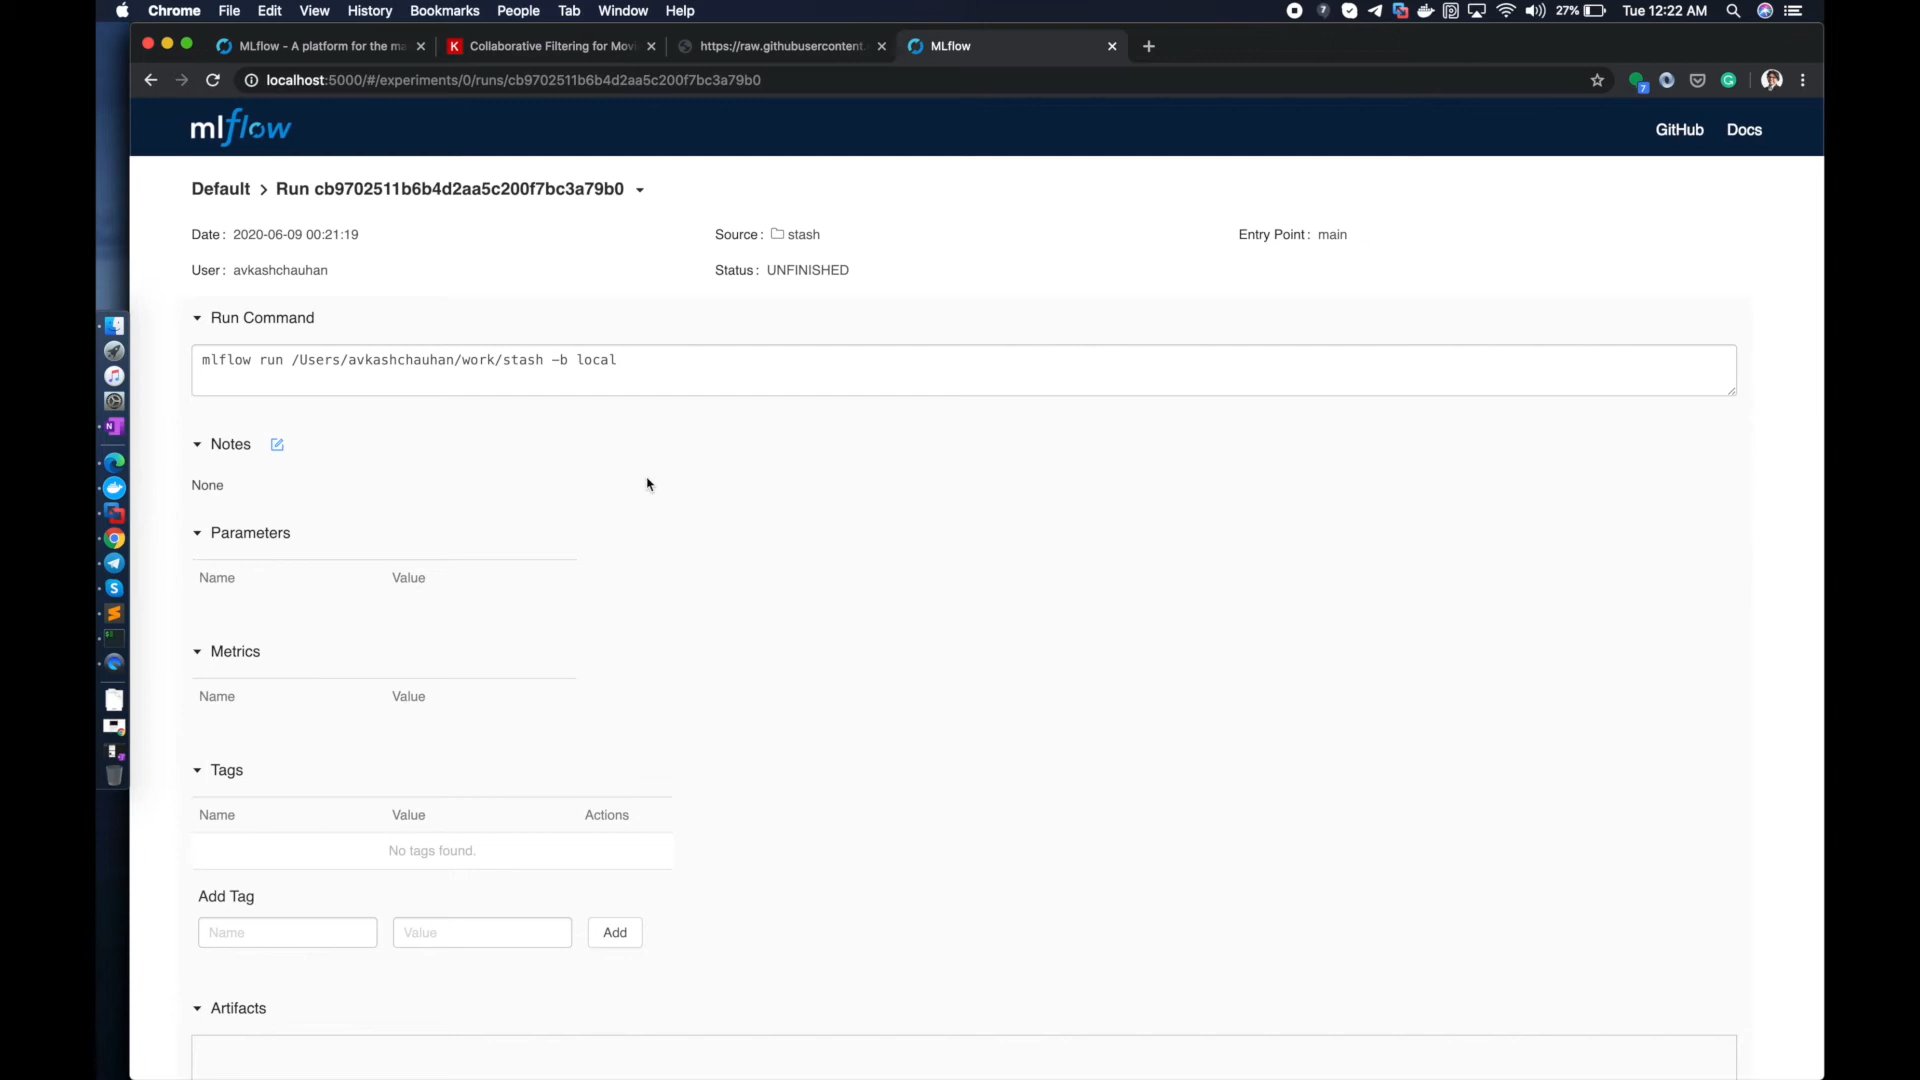 Chrome File Edit View History Bookmarks People Tab Window Help 27% Tue 12:22 AM
MLflow - A platform for the ma Collaborative Filtering for Movi https://raw.githubusercontent. MLflow
localhost:5000/#/experiments/0/runs/cb9702511b6b4d2aa5c200f7bc3a79b0
mlflow GitHub Docs
Default > Run cb9702511b6b4d2aa5c200f7bc3a79b0
Date: 2020-06-09 00:21:19 Source: stash Entry Point: main
User: avkashchauhan Status: UNFINISHED
Run Command
mlflow run /Users/avkashchauhan/work/stash -b local
Notes
None
Parameters
Name Value
Metrics
Name Value
Tags
Name Value Actions
No tags found.
Add Tag
Name Value Add
Artifacts